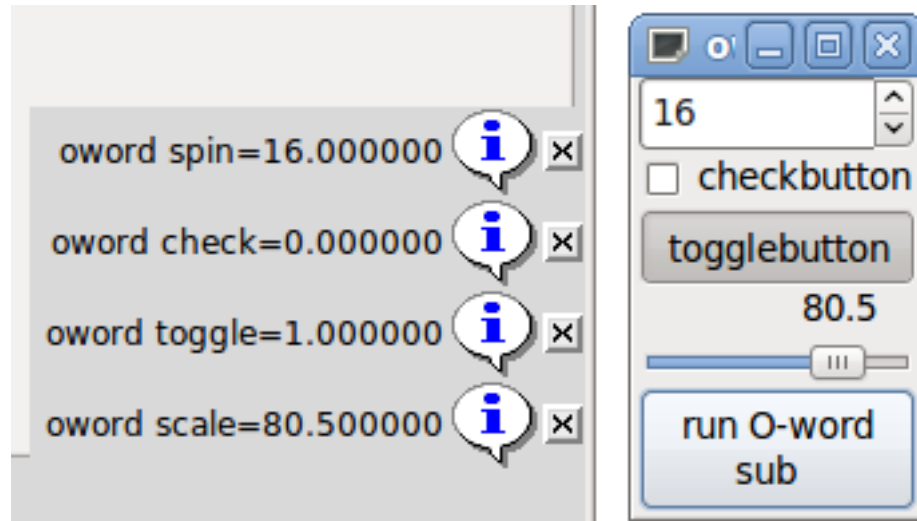 oword spin=16.000000
oword check=0.000000
oword toggle=1.000000
oword scale=80.500000
16
checkbutton
togglebutton
80.5
run O-word
sub